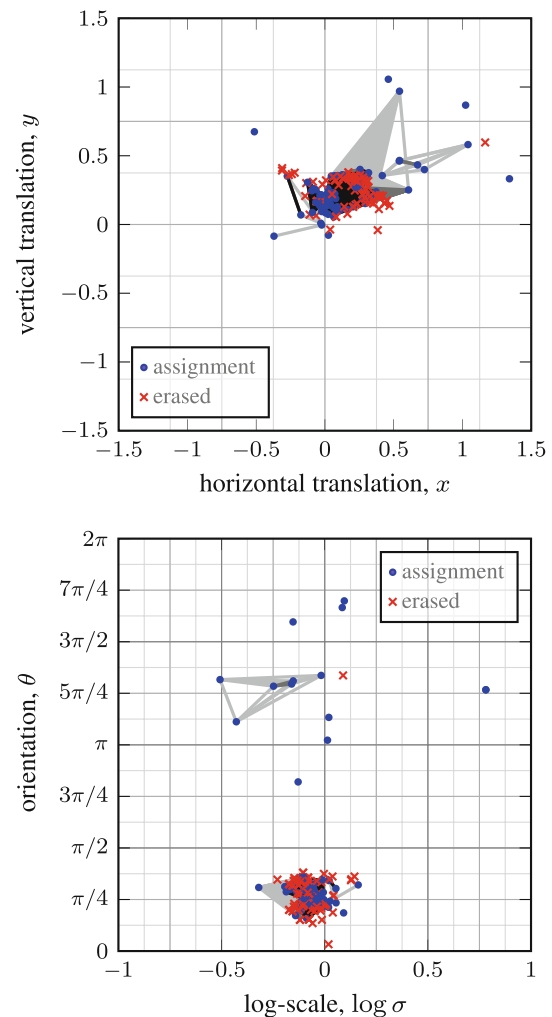 1.5
1
0.5
0
−0.5
−1
−1.5
vertical translation, y
assignment
erased
−1.5 −1 −0.5 0 0.5 1 1.5
horizontal translation, x
2π
7π/4
3π/2
5π/4
π
3π/4
π/2
π/4
0
orientation, θ
assignment
erased
−1 −0.5 0 0.5 1
log-scale, log σ